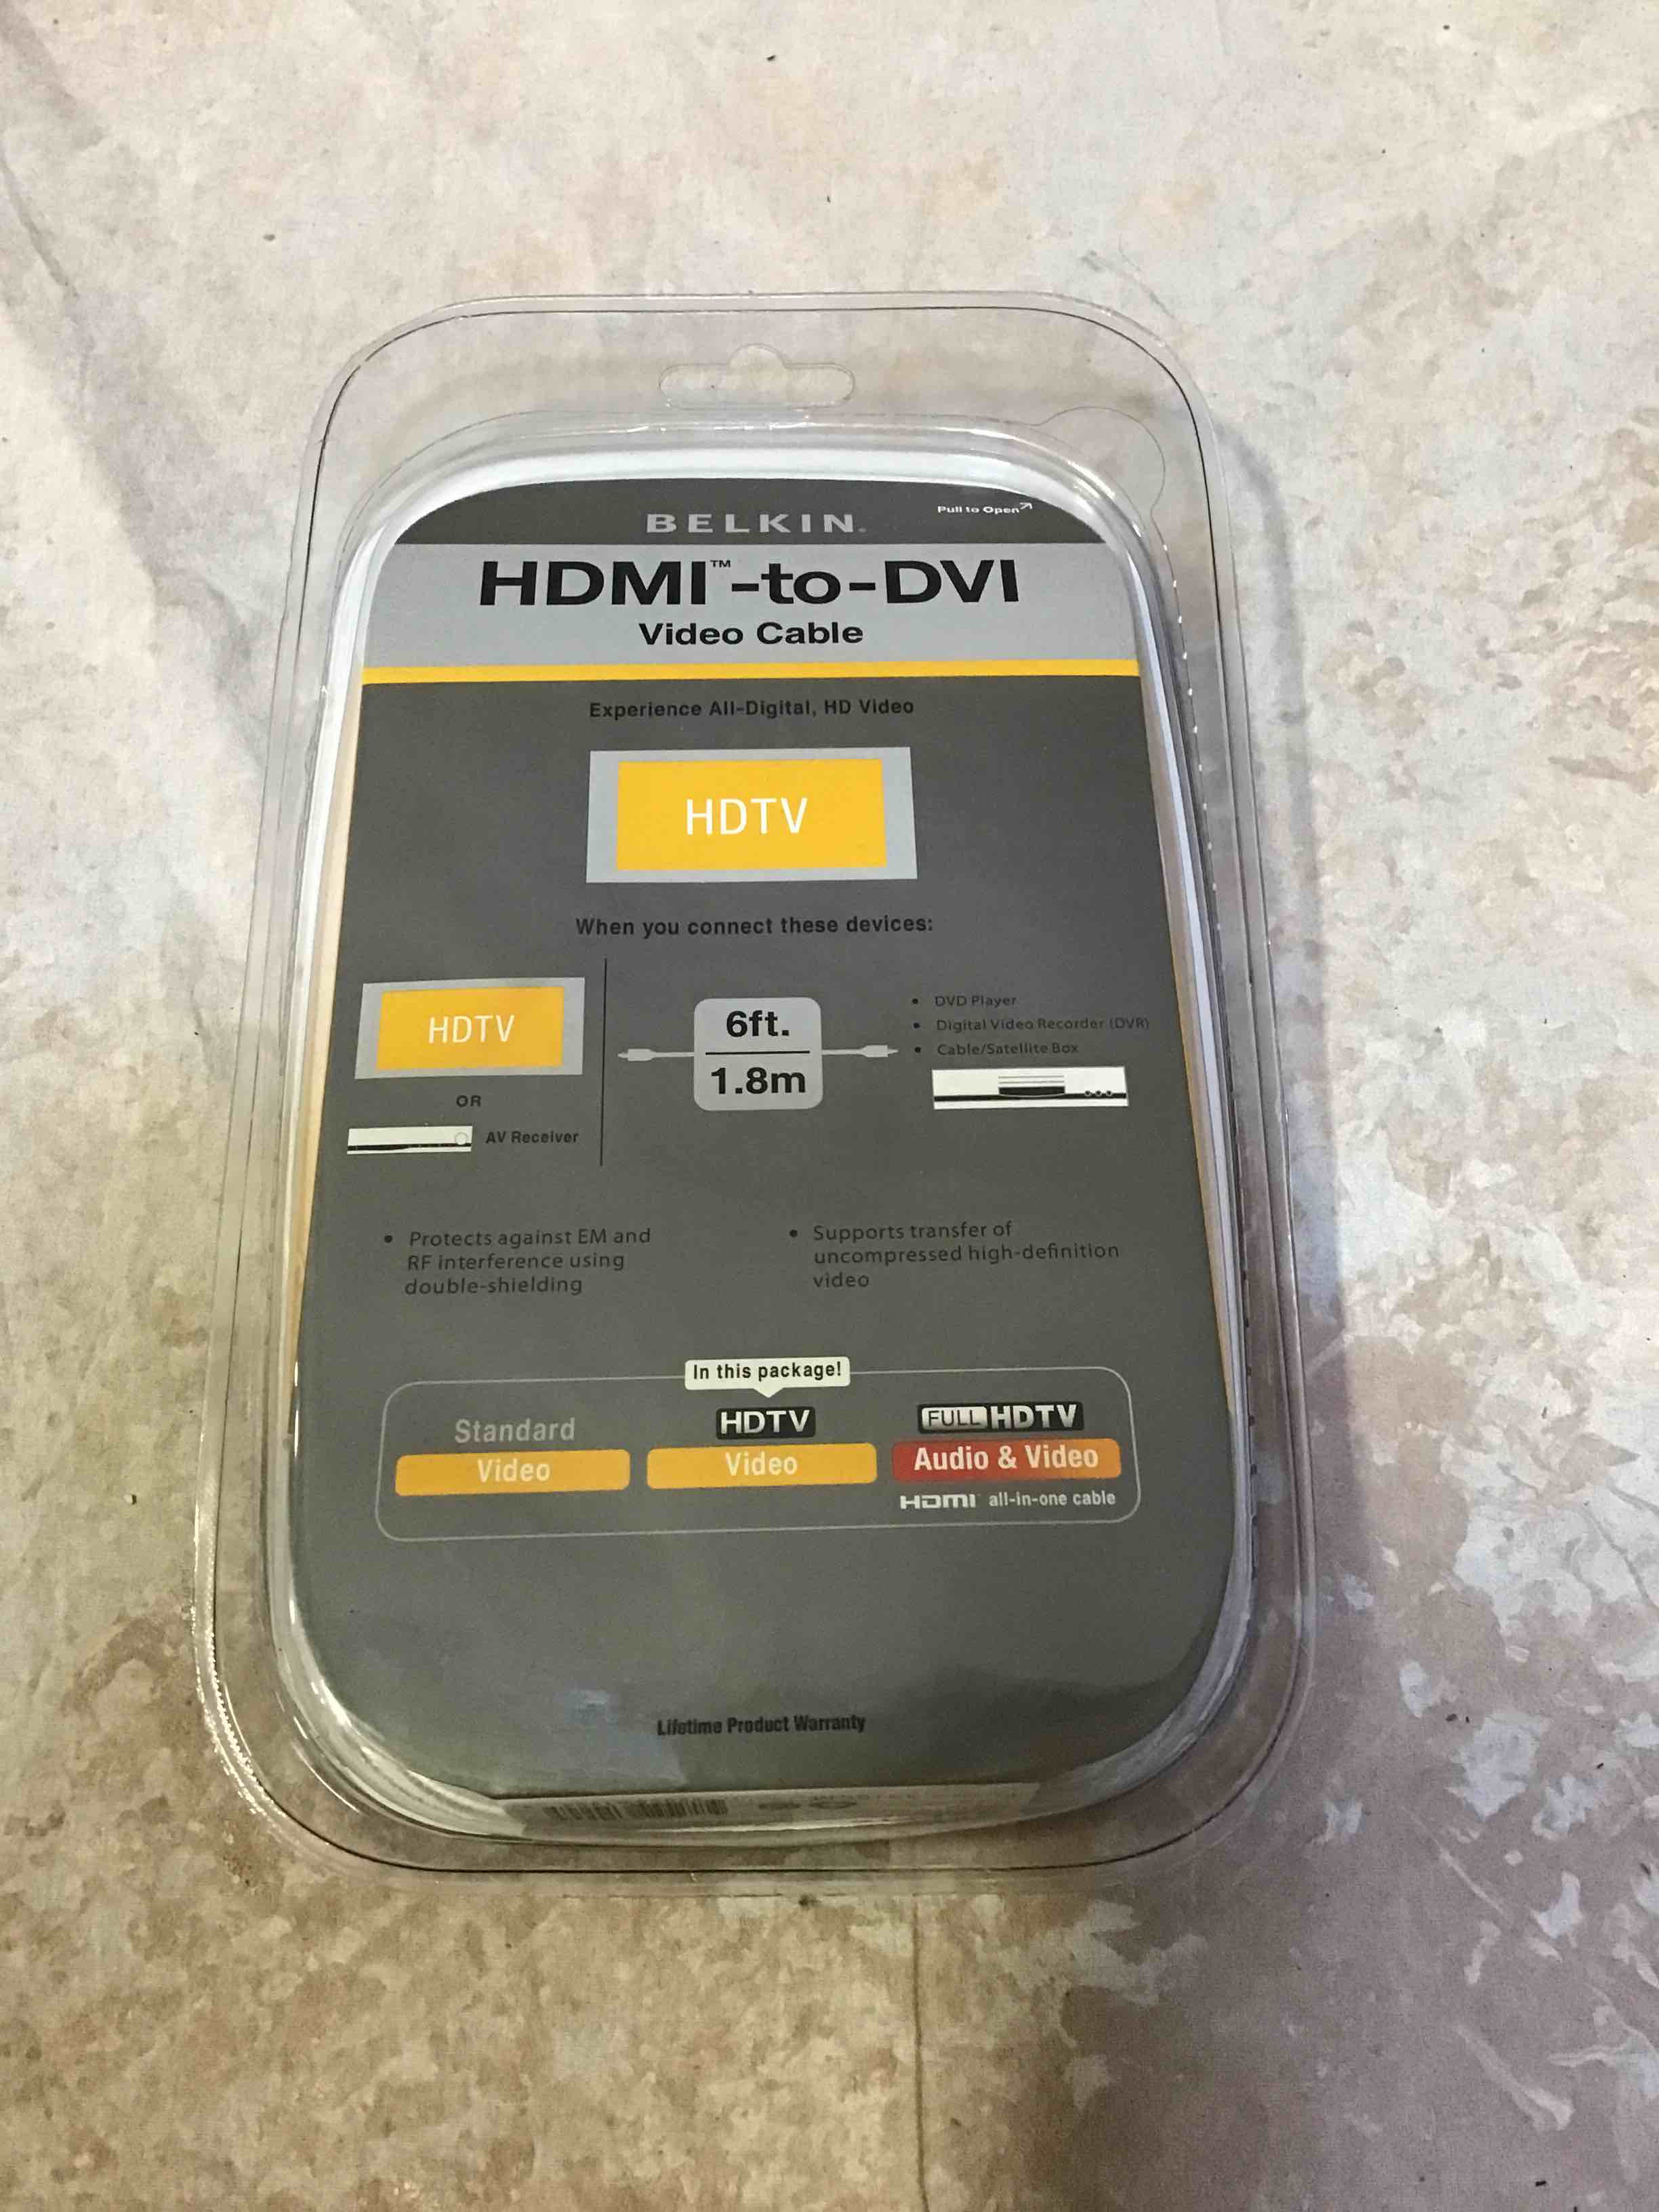 BELKIN.
Pull to Open
HDMI™-to-DVI
Video Cable
Experience All-Digital, HD Video
HDTV
When you connect these devices:
HDTV
OR
AV Receiver
6ft.
1.8m
• DVD Player
• Digital Video Recorder (DVR)
• Cable/Satellite Box
• Protects against EM and
RF interference using
double-shielding
• Supports transfer of
uncompressed high-definition
video
In this package!
Standard
Video
HDTV
Video
FULL HDTV
Audio & Video
HDMI all-in-one cable
Lifetime Product Warranty